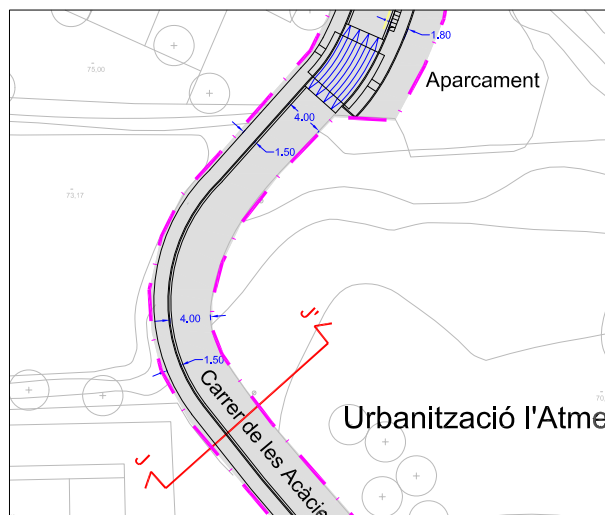 1.80
Aparcament
75.00
4.00
1.50
73.17
J'
4.00
1.50
Carrer de les Acàcie
Urbanització l'Atme
70.
J